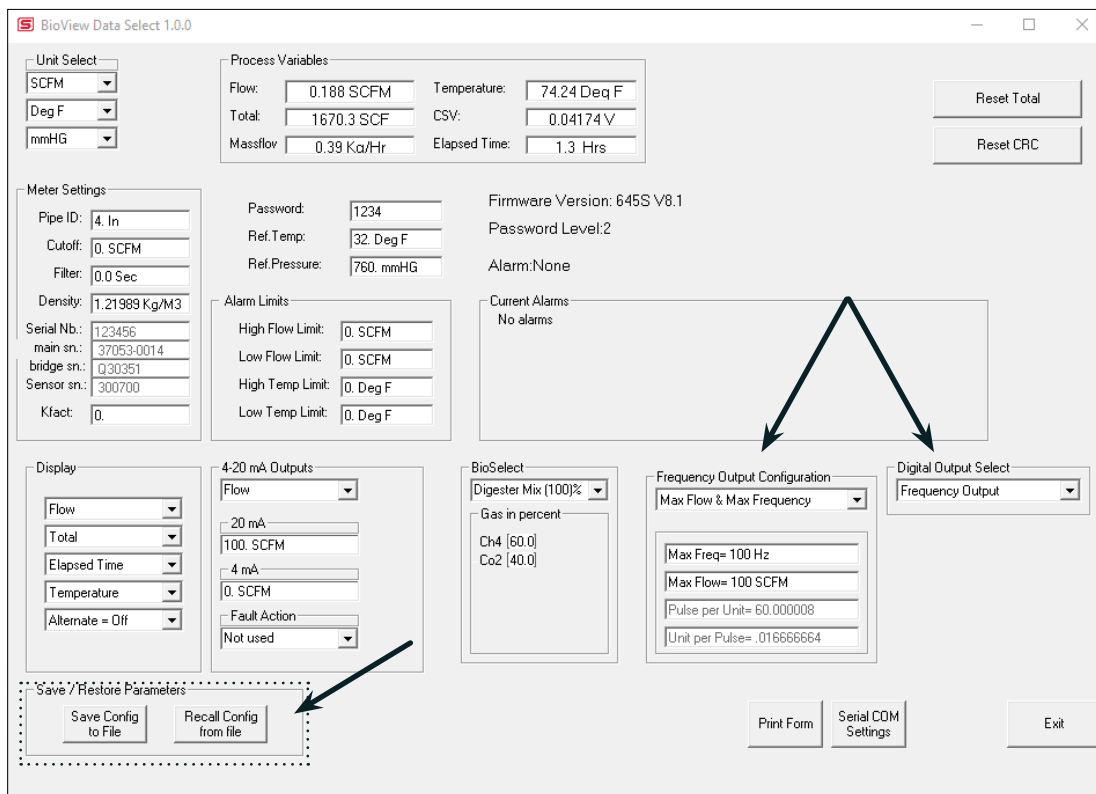 S BioView Data Select 1.0.0
Unit Select
SCFM
Deg F
mmHG
Process Variables
Flow: 0.188 SCFM Temperature: 74.24 Deg F
Total: 1670.3 SCF CSV: 0.04174 V
Massflov 0.39 Kg/Hr Elapsed Time: 1.3 Hrs
Reset Total
Reset CRC
Meter Settings
Pipe ID: 4. In
Cutoff: 0. SCFM
Filter: 0.0 Sec
Density: 1.21989 Kg/M3
Serial Nb.: 123456
main sn.: 37053-0014
bridge sn.: Q30351
Sensor sn.: 300700
Kfact: 0.
Password: 1234
Ref.Temp: 32. Deg F
Ref.Pressure: 760. mmHG
Firmware Version: 645S V8.1
Password Level:2
Alarm:None
Alarm Limits
High Flow Limit: 0. SCFM
Low Flow Limit: 0. SCFM
High Temp Limit: 0. Deg F
Low Temp Limit: 0. Deg F
Current Alarms
No alarms
Display
Flow
Total
Elapsed Time
Temperature
Alternate = Off
4-20 mA Outputs
Flow
20 mA
100. SCFM
4 mA
0. SCFM
Fault Action
Not used
BioSelect
Digester Mix (100)%
Gas in percent
Ch4 [60.0]
Co2 [40.0]
Frequency Output Configuration
Max Flow & Max Frequency
Max Freq= 100 Hz
Max Flow= 100 SCFM
Pulse per Unit= 60.000008
Unit per Pulse= .016666664
Digital Output Select
Frequency Output
Save / Restore Parameters
Save Config
to File
Recall Config
from file
Print Form
Serial COM
Settings
Exit